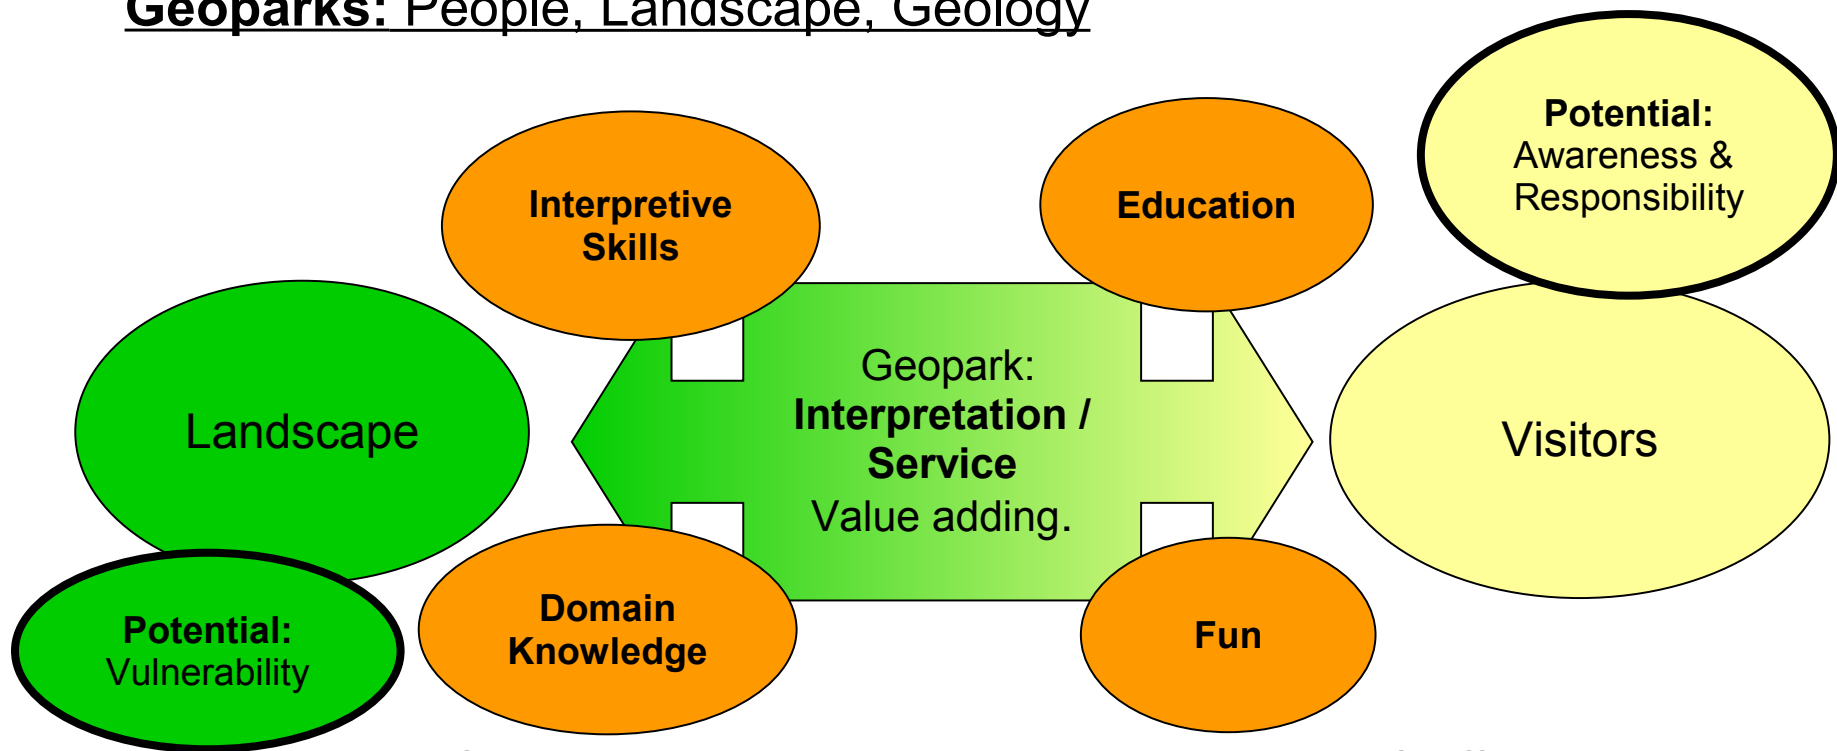 Geoparks: People, Landscape, Geology
Potential:
Awareness &
Responsibility
Interpretive
Skills
Education
Landscape
Geopark:
Interpretation /
Service
Value adding.
Visitors
Potential:
Vulnerability
Domain
Knowledge
Fun